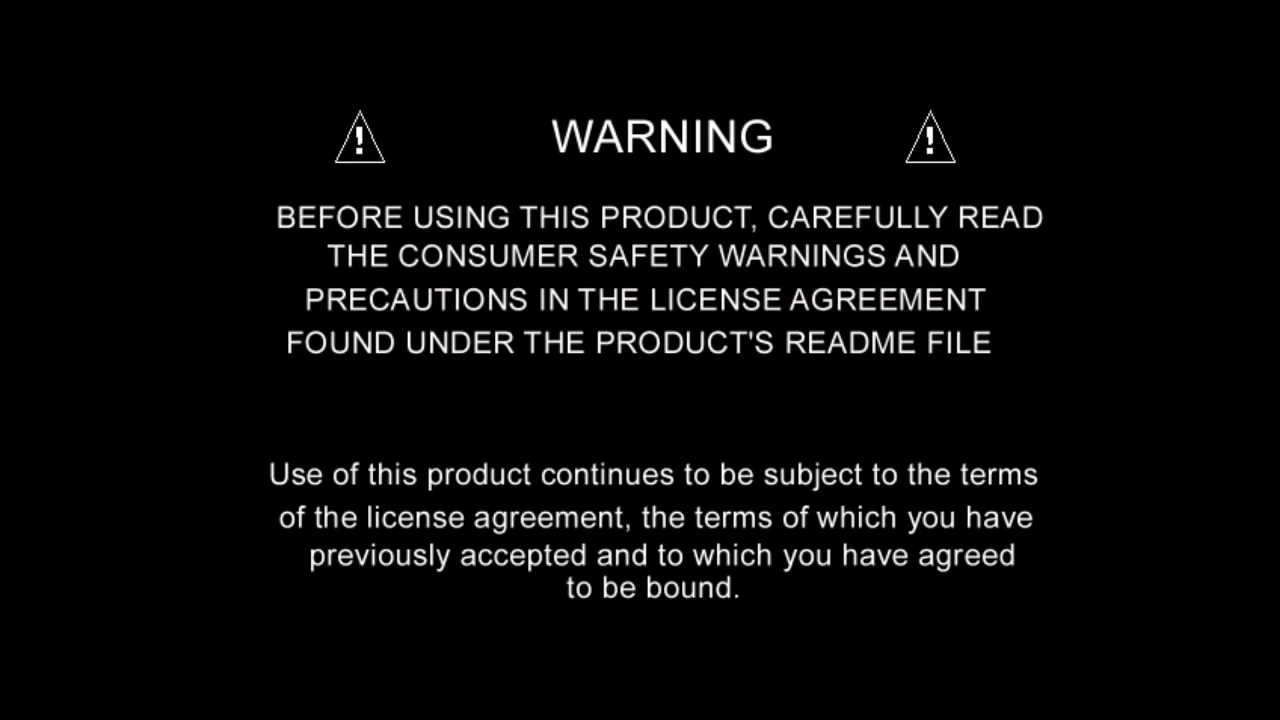 WARNING
BEFORE USING THIS PRODUCT, CAREFULLY READ
THE CONSUMER SAFETY WARNINGS AND
PRECAUTIONS IN THE LICENSE AGREEMENT
FOUND UNDER THE PRODUCT'S README FILE
Use of this product continues to be subject to the terms
of the license agreement, the terms of which you have
previously accepted and to which you have agreed
to be bound.